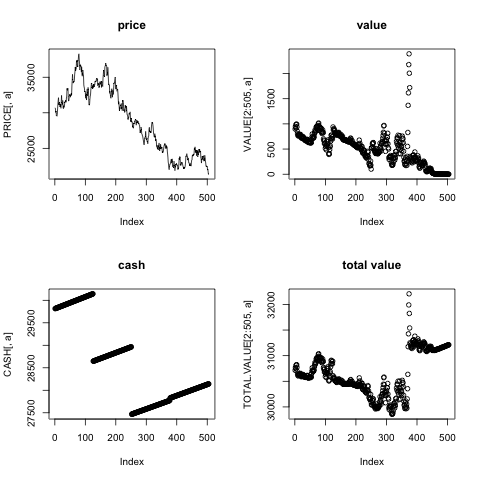 price
PRICE[, a]
35000
25000
0 100 200 300 400 500
Index
value
VALUE[2:505, a]
1500
500
0
0 100 200 300 400 500
Index
cash
CASH[, a]
29500
28500
27500
0 100 200 300 400 500
Index
total value
TOTAL.VALUE[2:505, a]
32000
31000
30000
0 100 200 300 400 500
Index